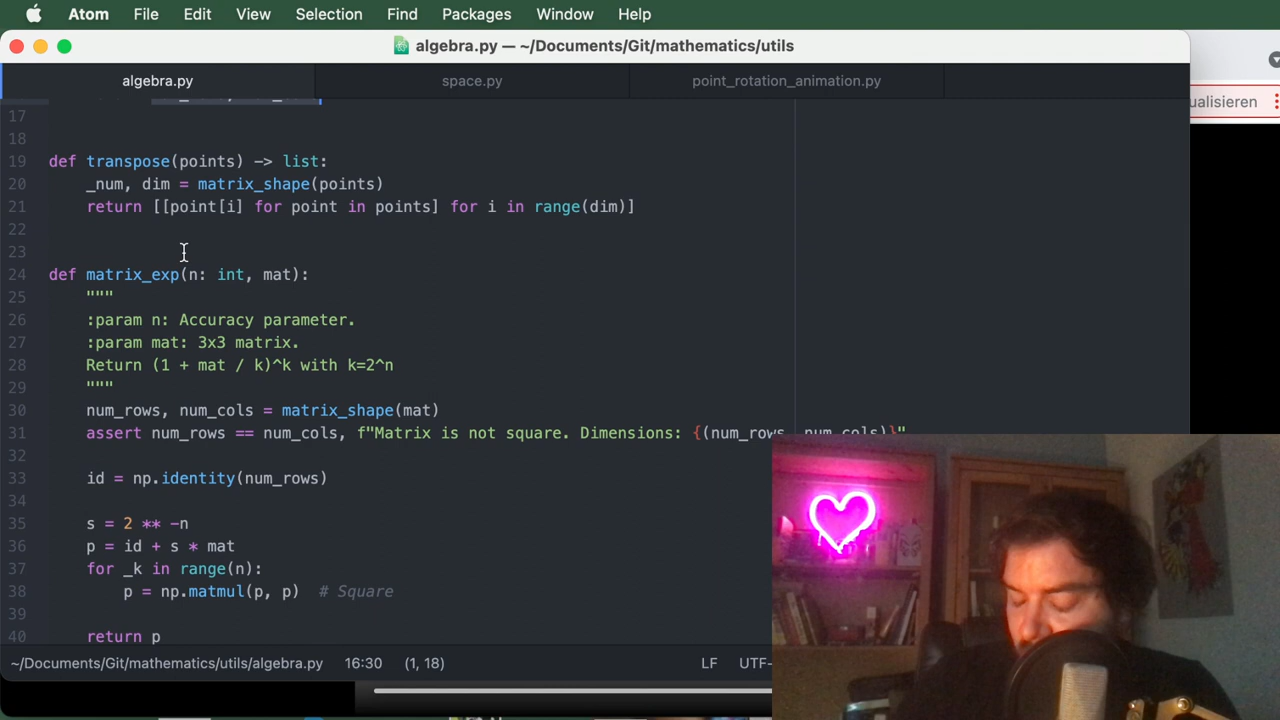 Atom File Edit View Selection Find Packages Window Help
algebra.py — ~/Documents/Git/mathematics/utils
algebra.py space.py point_rotation_animation.py
ualisieren
17
18
19 def transpose(points) -> list:
20 _num, dim = matrix_shape(points)
21 return [[point[i] for point in points] for i in range(dim)]
22
23
24 def matrix_exp(n: int, mat):
25 """
26 :param n: Accuracy parameter.
27 :param mat: 3x3 matrix.
28 Return (1 + mat / k)^k with k=2^n
29 """
30 num_rows, num_cols = matrix_shape(mat)
31 assert num_rows == num_cols, f"Matrix is not square. Dimensions: {(num_rows, num_cols)}"
32
33 id = np.identity(num_rows)
34
35 s = 2 ** -n
36 p = id + s * mat
37 for _k in range(n):
38 p = np.matmul(p, p) # Square
39
40 return p
~/Documents/Git/mathematics/utils/algebra.py 16:30 (1, 18) LF UTF-